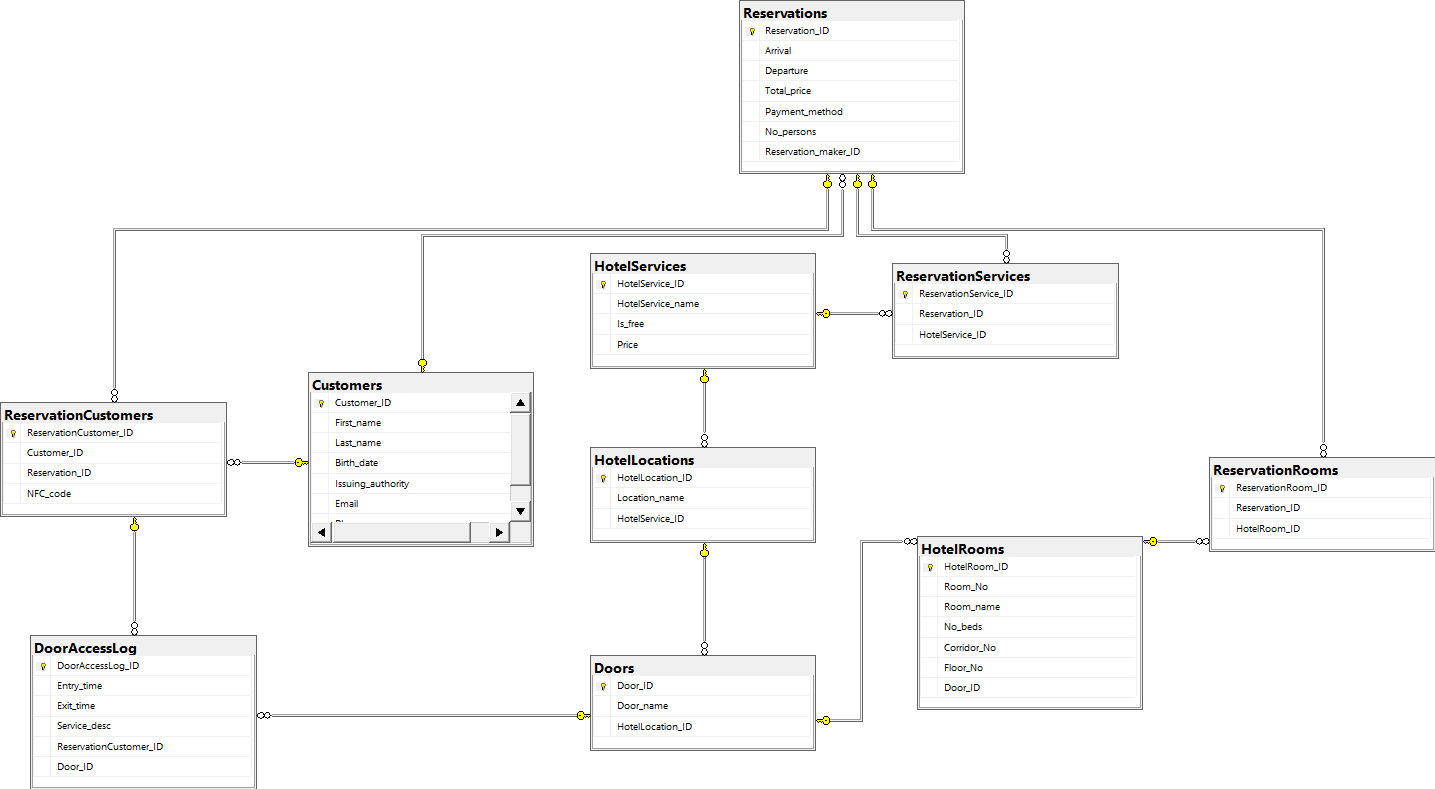 Reservations
Reservation_ID
Arrival
Departure
Total_price
Payment_method
No_persons
Reservation_maker_ID
HotelServices
HotelService_ID
HotelService_name
Is_free
Price
ReservationServices
ReservationService_ID
Reservation_ID
HotelService_ID
Customers
Customer_ID
First_name
Last_name
Birth_date
Issuing_authority
Email
ReservationCustomers
ReservationCustomer_ID
Customer_ID
Reservation_ID
NFC_code
HotelLocations
HotelLocation_ID
Location_name
HotelService_ID
ReservationRooms
ReservationRoom_ID
Reservation_ID
HotelRoom_ID
HotelRooms
HotelRoom_ID
Room_No
Room_name
No_beds
Corridor_No
Floor_No
Door_ID
DoorAccessLog
DoorAccessLog_ID
Entry_time
Exit_time
Service_desc
ReservationCustomer_ID
Door_ID
Doors
Door_ID
Door_name
HotelLocation_ID